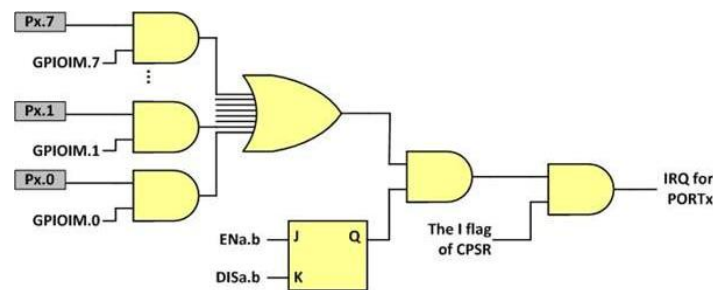 Px.7
GPIOIM.7
...
Px.1
GPIOIM.1
Px.0
GPIOIM.0
ENa.b
J
Q
DISa.b
K
The I flag
of CPSR
IRQ for
PORTx